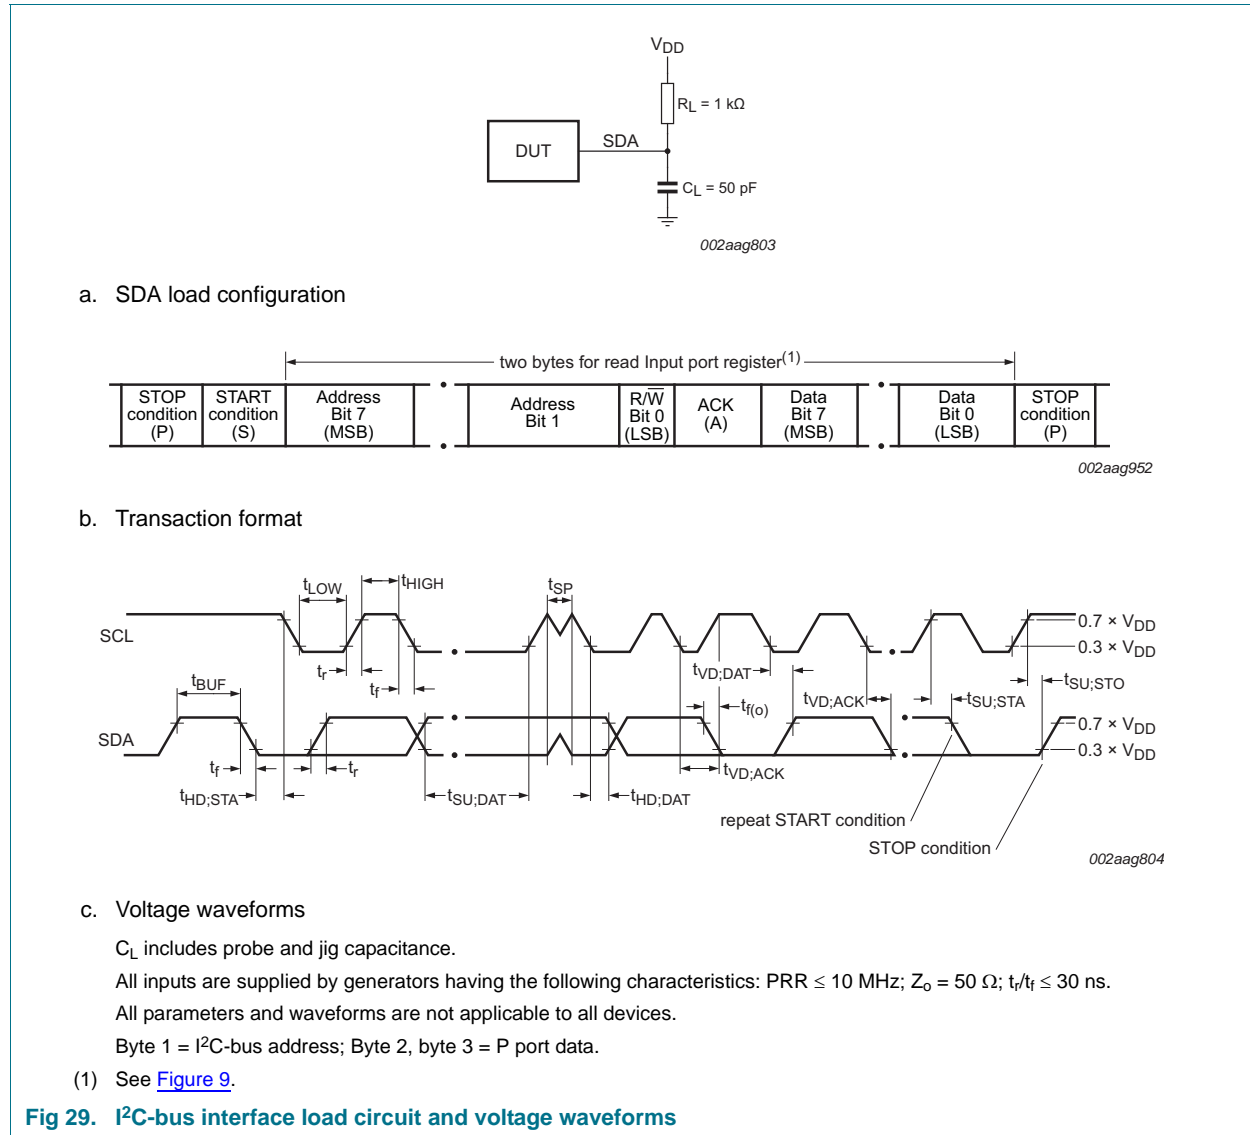 VDD
RL = 1 kΩ
DUT
SDA
CL = 50 pF
002aag803
a. SDA load configuration
two bytes for read Input port register(1)
STOP condition (P)
START condition (S)
Address Bit 7 (MSB)
Address Bit 1
R/W̅ Bit 0 (LSB)
ACK (A)
Data Bit 7 (MSB)
Data Bit 0 (LSB)
STOP condition (P)
002aag952
b. Transaction format
tLOW
tHIGH
tSP
SCL
0.7 × VDD
0.3 × VDD
tr
tf
tBUF
tVD;DAT
tVD;ACK
tSU;STA
tSU;STO
tf(o)
SDA
0.7 × VDD
0.3 × VDD
tf
tr
tHD;STA
tSU;DAT
tHD;DAT
tVD;ACK
repeat START condition
STOP condition
002aag804
c. Voltage waveforms
CL includes probe and jig capacitance.
All inputs are supplied by generators having the following characteristics: PRR ≤ 10 MHz; Zo = 50 Ω; tr/tf ≤ 30 ns.
All parameters and waveforms are not applicable to all devices.
Byte 1 = I2C-bus address; Byte 2, byte 3 = P port data.
(1) See Figure 9.
Fig 29. I2C-bus interface load circuit and voltage waveforms